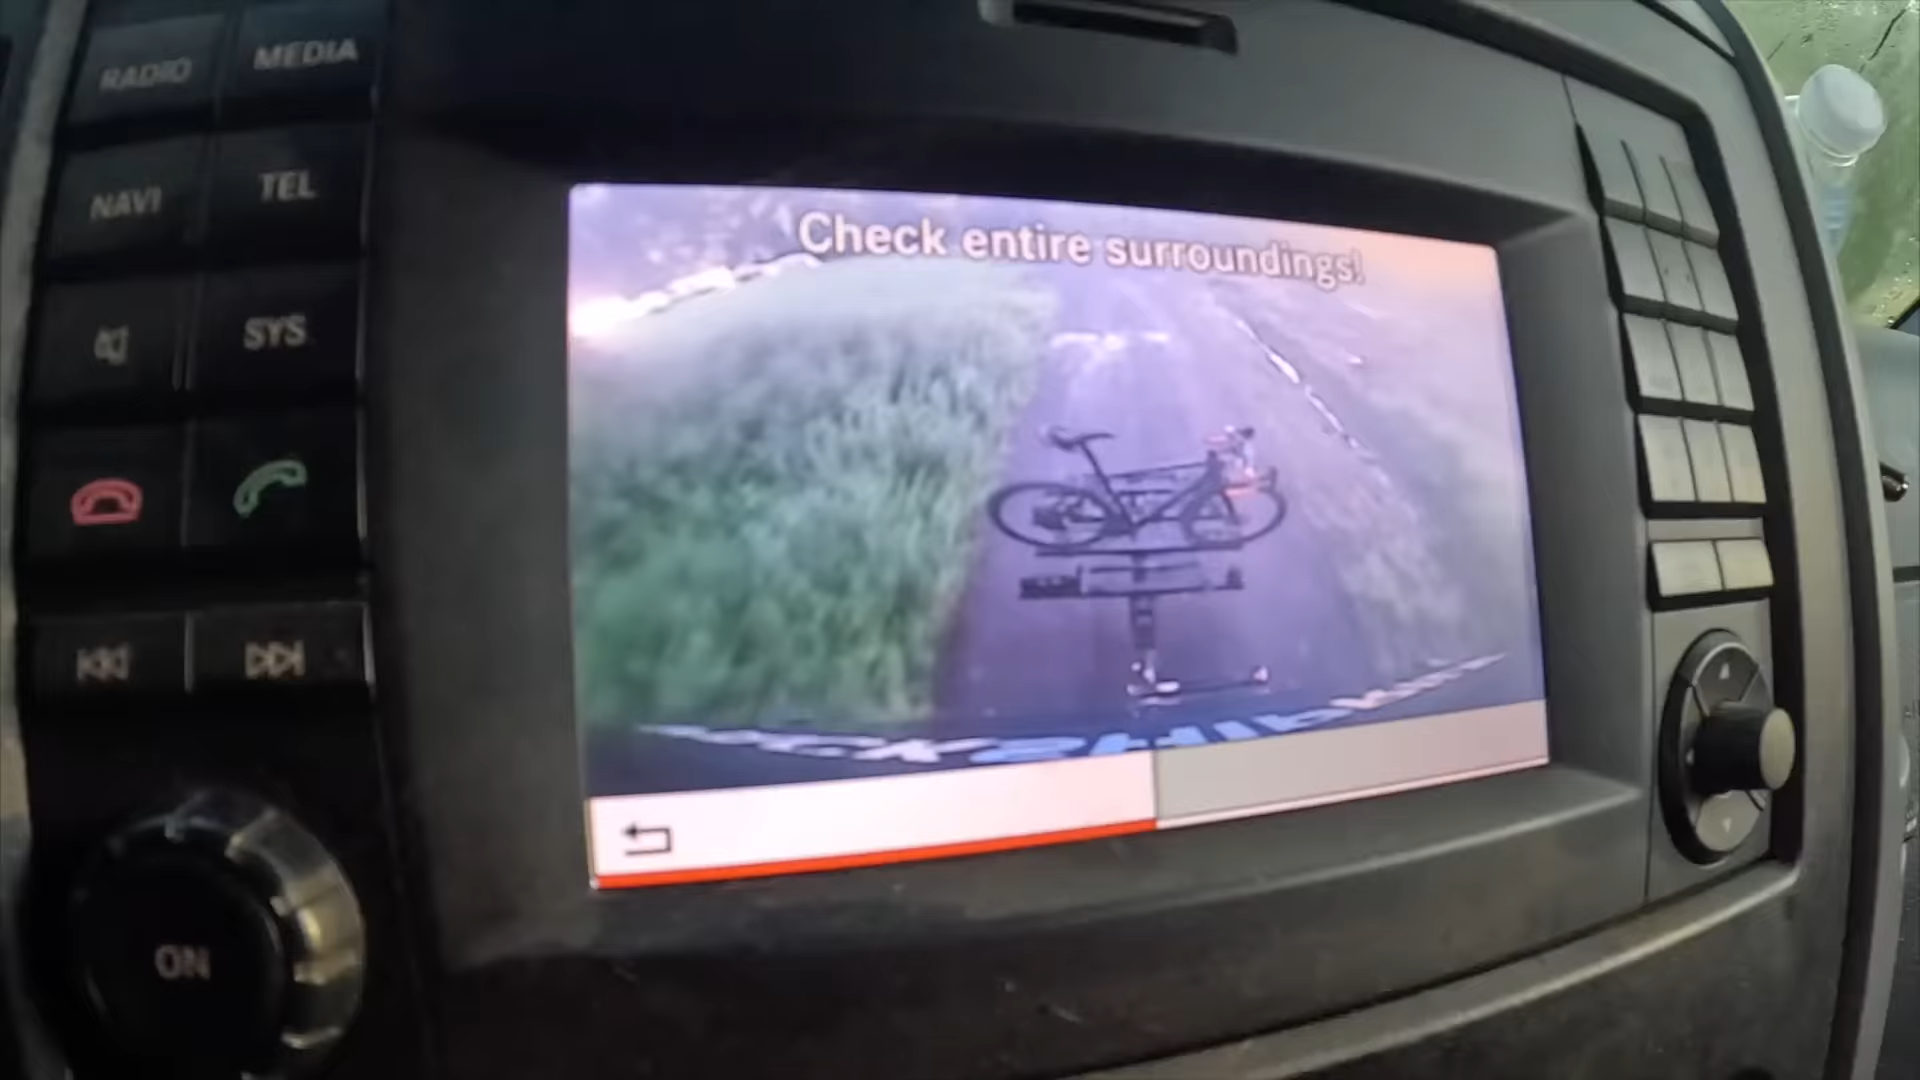 RADIO
MEDIA
NAVI
TEL
SYS
Check entire surroundings!
ON